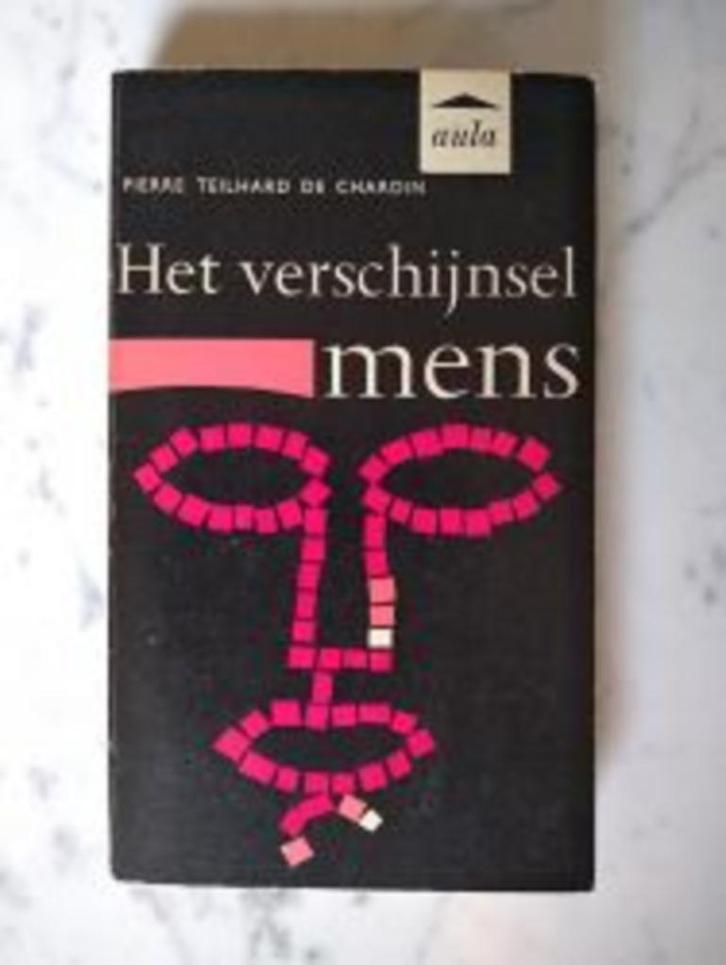 aula
PIERRE TEILHARD DE CHARDIN
Het verschijnsel
mens